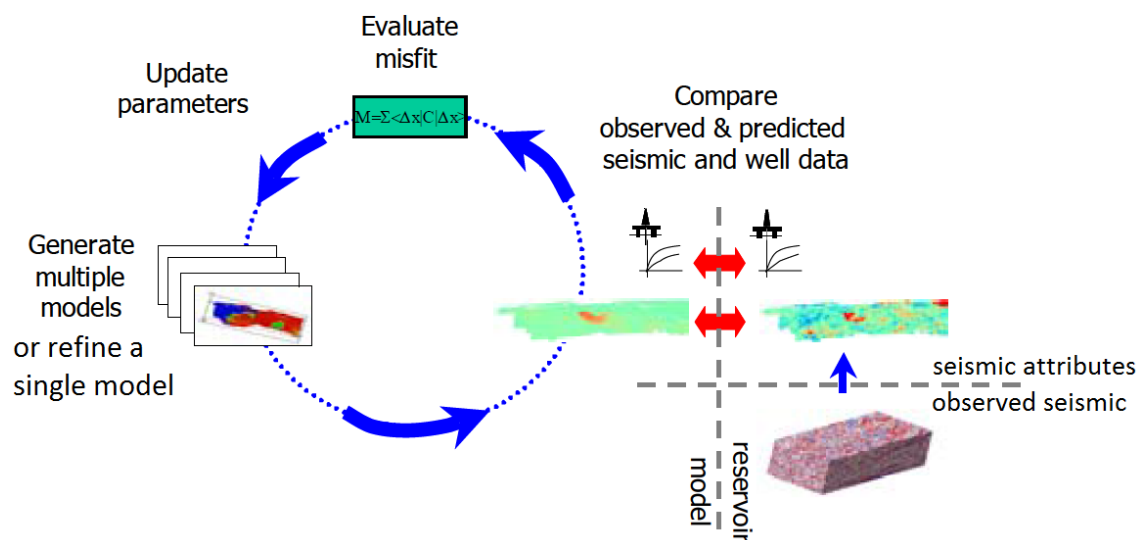 Evaluate
misfit
Update
parameters
M=Σ<Δx|C|Δx>
Compare
observed & predicted
seismic and well data
Generate
multiple
models
or refine a
single model
seismic attributes
observed seismic
model
reservoir